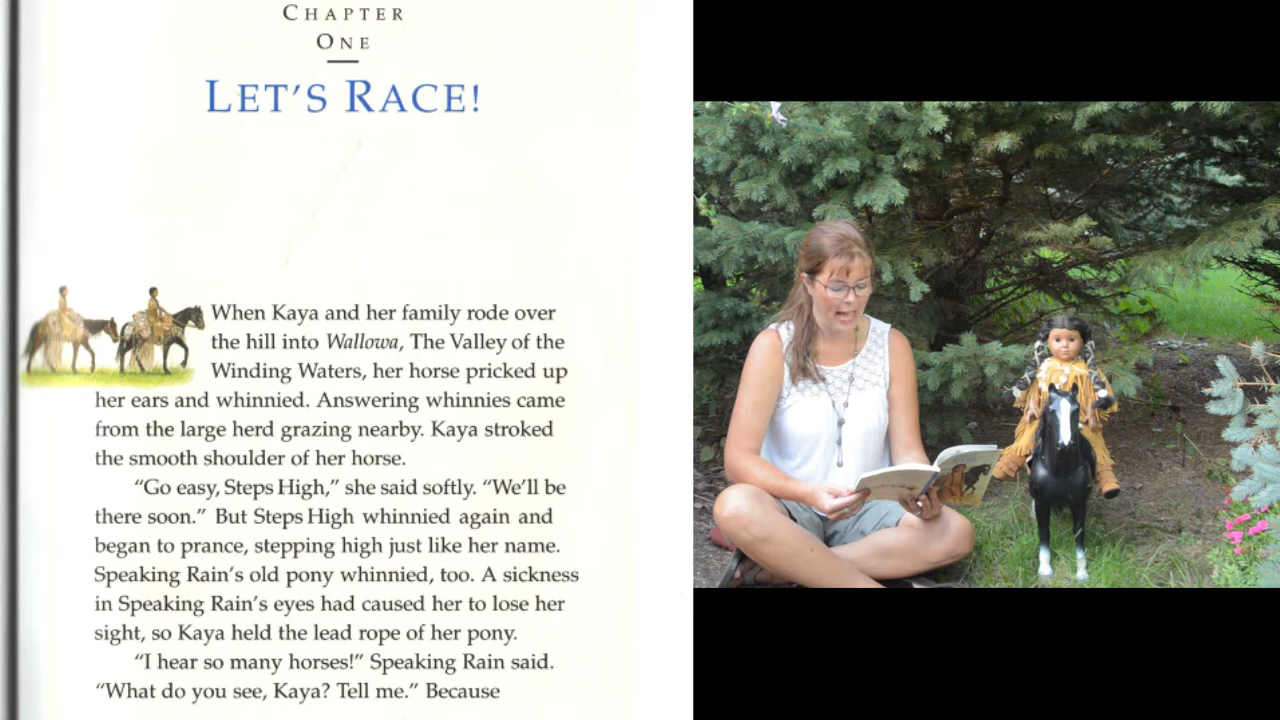 CHAPTER
ONE
LET'S RACE!
When Kaya and her family rode over
the hill into Wallowa, The Valley of the
Winding Waters, her horse pricked up
her ears and whinnied. Answering whinnies came
from the large herd grazing nearby. Kaya stroked
the smooth shoulder of her horse.
“Go easy, Steps High,” she said softly. “We'll be
there soon.” But Steps High whinnied again and
began to prance, stepping high just like her name.
Speaking Rain's old pony whinnied, too. A sickness
in Speaking Rain's eyes had caused her to lose her
sight, so Kaya held the lead rope of her pony.
“I hear so many horses!” Speaking Rain said.
“What do you see, Kaya? Tell me.” Because